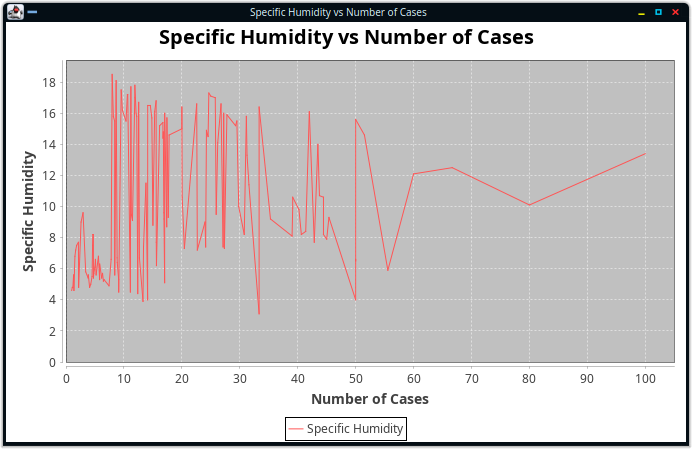 Specific Humidity vs Number of Cases
Specific Humidity vs Number of Cases
Specific Humidity
18
16
14
12
10
8
6
4
2
0
0 10 20 30 40 50 60 70 80 90 100
Number of Cases
Specific Humidity